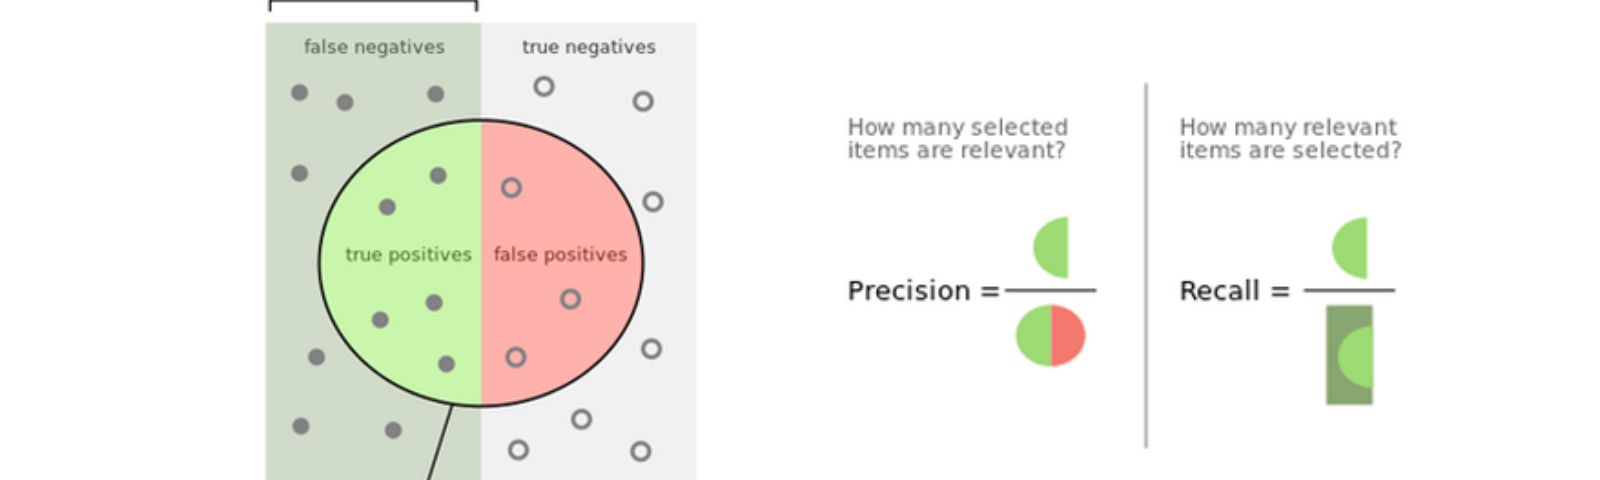 false negatives
true negatives
true positives
false positives
How many selected
items are relevant?
Precision =
How many relevant
items are selected?
Recall =